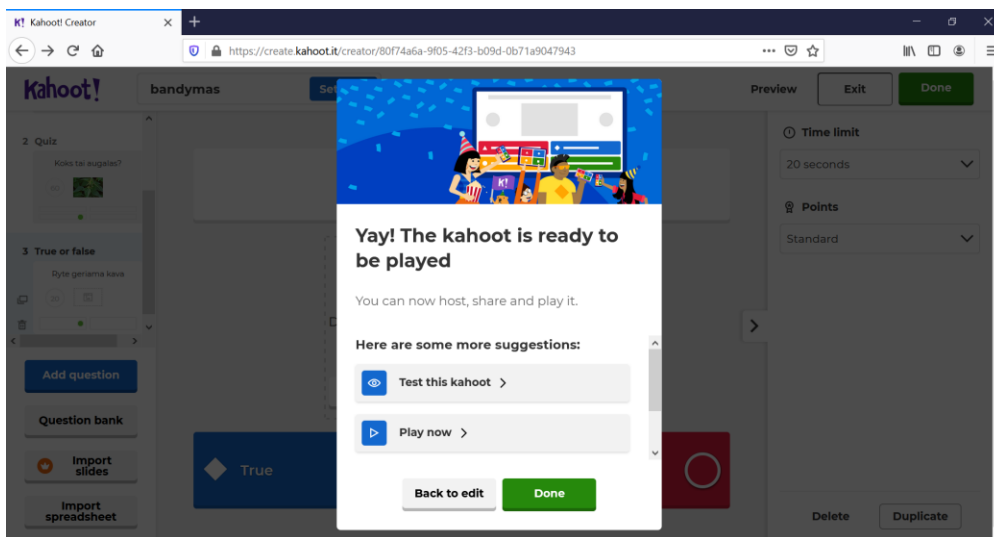 K! Kahoot! Creator
https://create.kahoot.it/creator/80f74a6a-9f05-42f3-b09d-0b71a9047943
Kahoot!
bandymas
Set
Preview
Exit
Done
2 Quiz
Koks tai augalas?
3 True or false
Ryte geriama kava
Add question
Question bank
Import
slides
Import
spreadsheet
True
K!
Yay! The kahoot is ready to
be played
You can now host, share and play it.
Here are some more suggestions:
Test this kahoot
Play now
Back to edit
Done
Time limit
20 seconds
Points
Standard
Delete
Duplicate